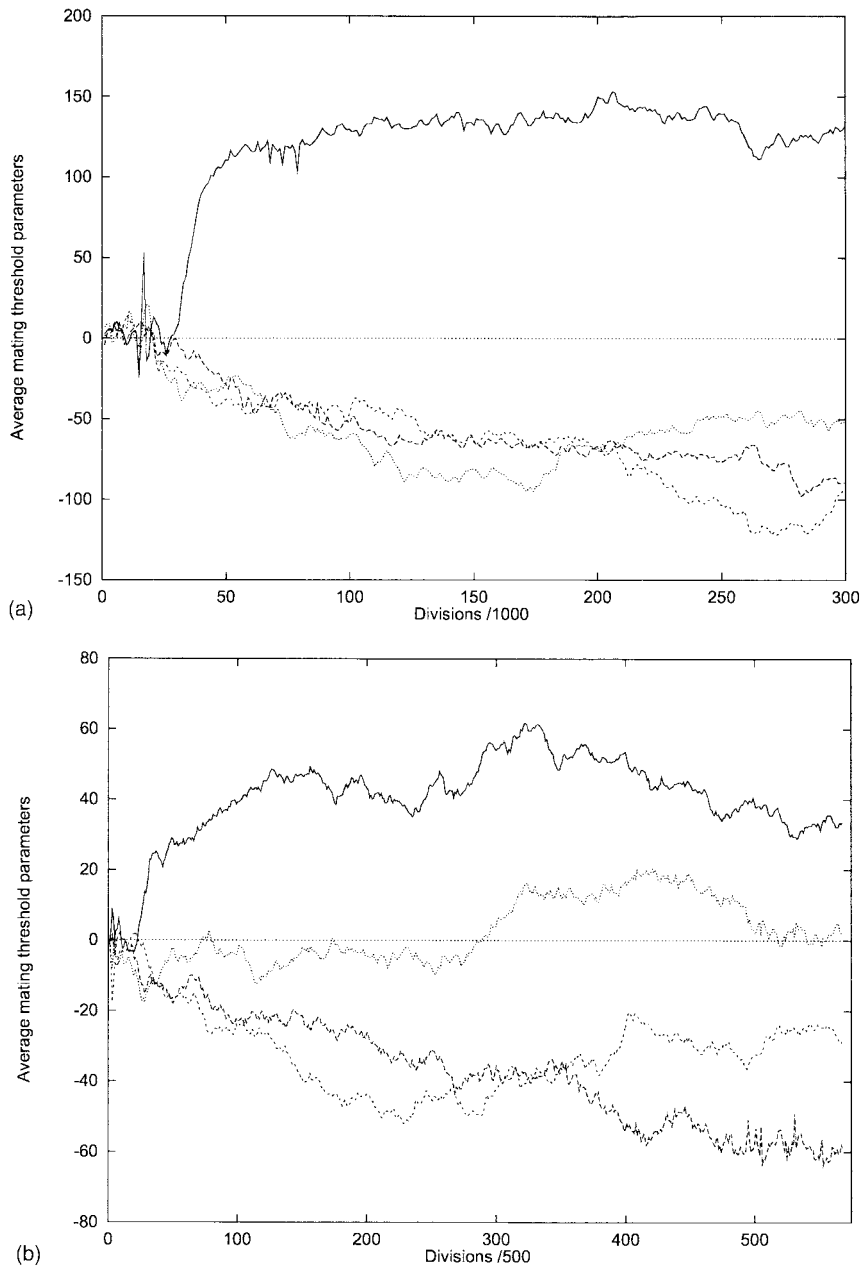 200
150
100
50
0
-50
-100
-150
Average mating threshold parameters
0 50 100 150 200 250 300
Divisions /1000
(a)
80
60
40
20
0
-20
-40
-60
-80
Average mating threshold parameters
0 100 200 300 400 500
Divisions /500
(b)